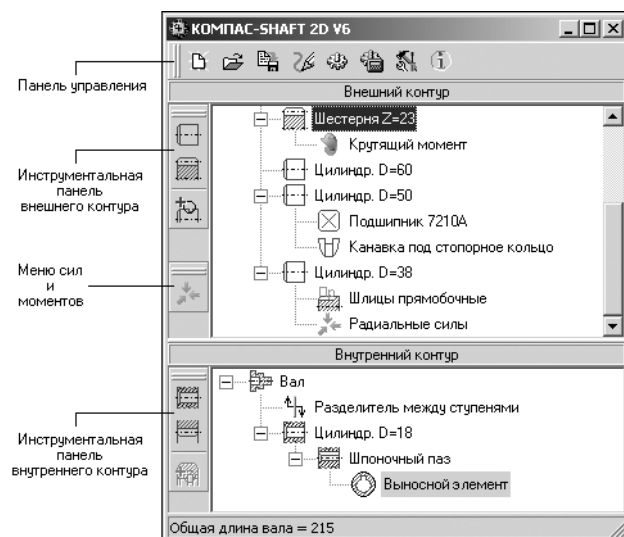 КОМПАС-SHAFT 2D V6
Панель управления
Внешний контур
Шестерня Z=23
Крутящий момент
Цилиндр. D=60
Инструментальная
панель
внешнего контура
Цилиндр. D=50
Подшипник 7210А
Канавка под стопорное кольцо
Меню сил
и
моментов
Цилиндр. D=38
Шлицы прямобочные
Радиальные силы
Внутренний контур
Вал
Разделитель между ступенями
Инструментальная
панель
внутреннего контура
Цилиндр. D=18
Шпоночный паз
Выносной элемент
Общая длина вала = 215